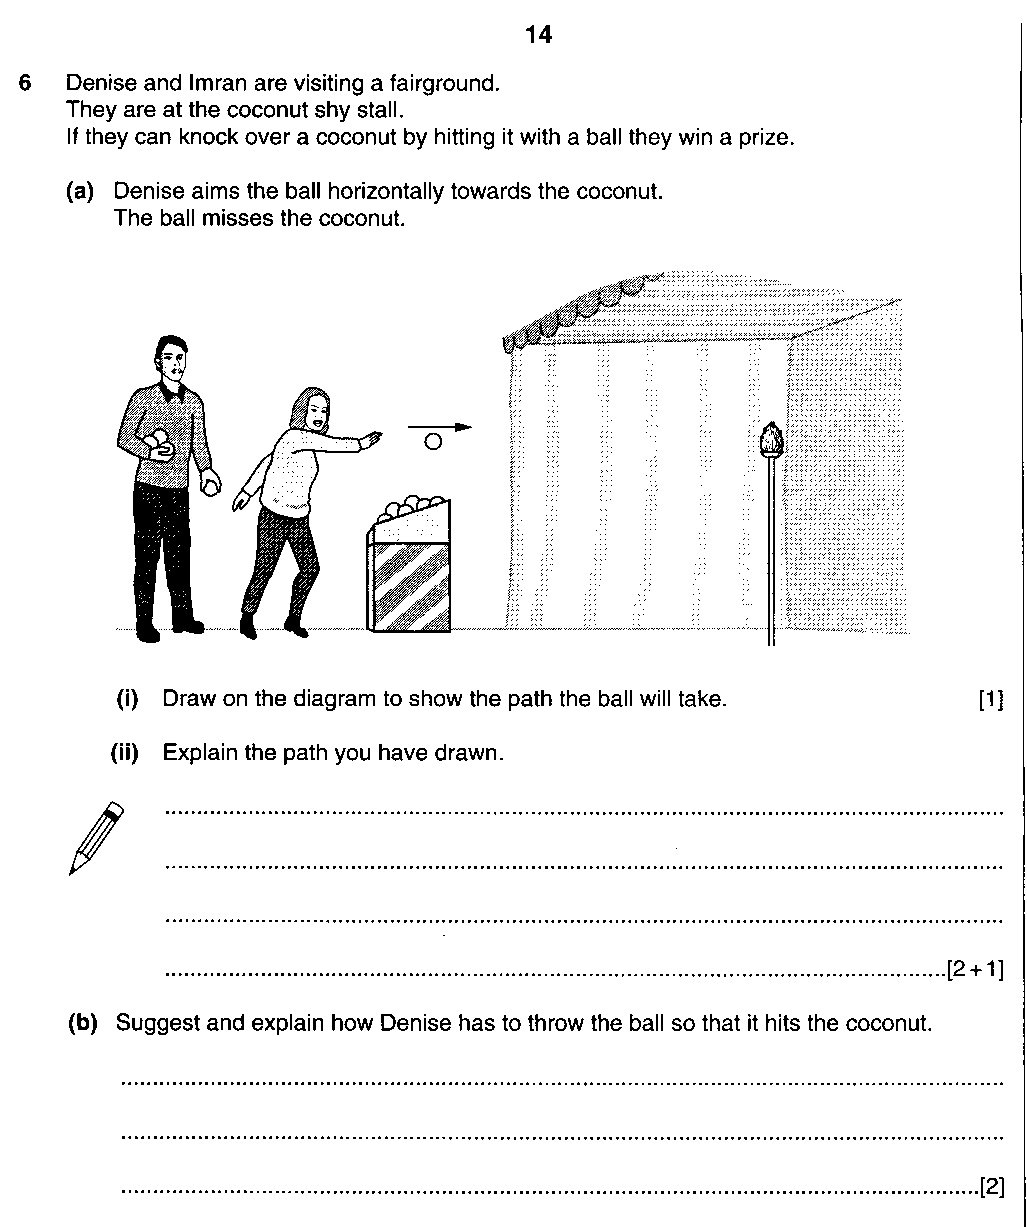 14
6 Denise and Imran are visiting a fairground.
They are at the coconut shy stall.
If they can knock over a coconut by hitting it with a ball they win a prize.
(a) Denise aims the ball horizontally towards the coconut.
The ball misses the coconut.
(i) Draw on the diagram to show the path the ball will take. [1]
(ii) Explain the path you have drawn.
[2+1]
(b) Suggest and explain how Denise has to throw the ball so that it hits the coconut.
[2]